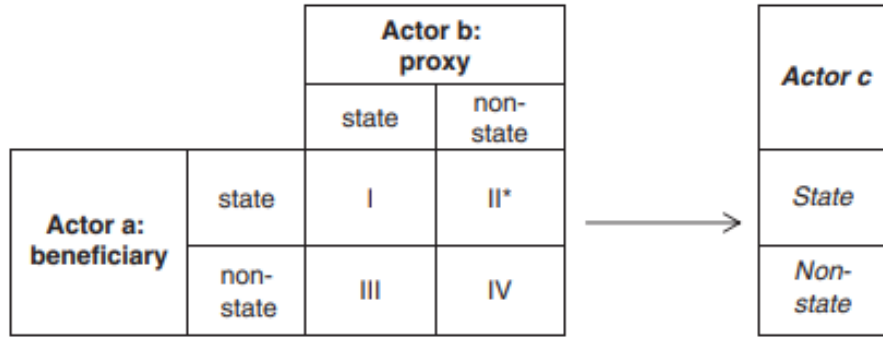 Actor b:
proxy
Actor c
state
non-
state
Actor a:
beneficiary
state
I
II*
State
non-
state
III
IV
Non-
state